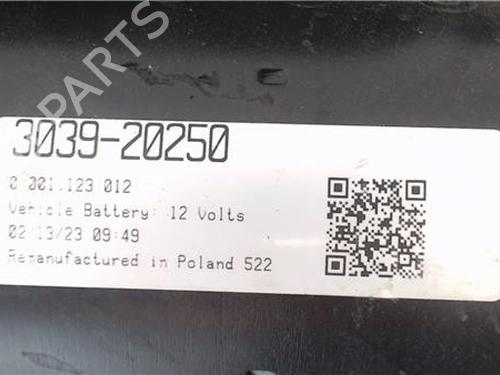 3039-20250
0 001.123 012
Vehicle Battery: 12 Volts
02/13/23 09:49
Remanufactured in Poland 522